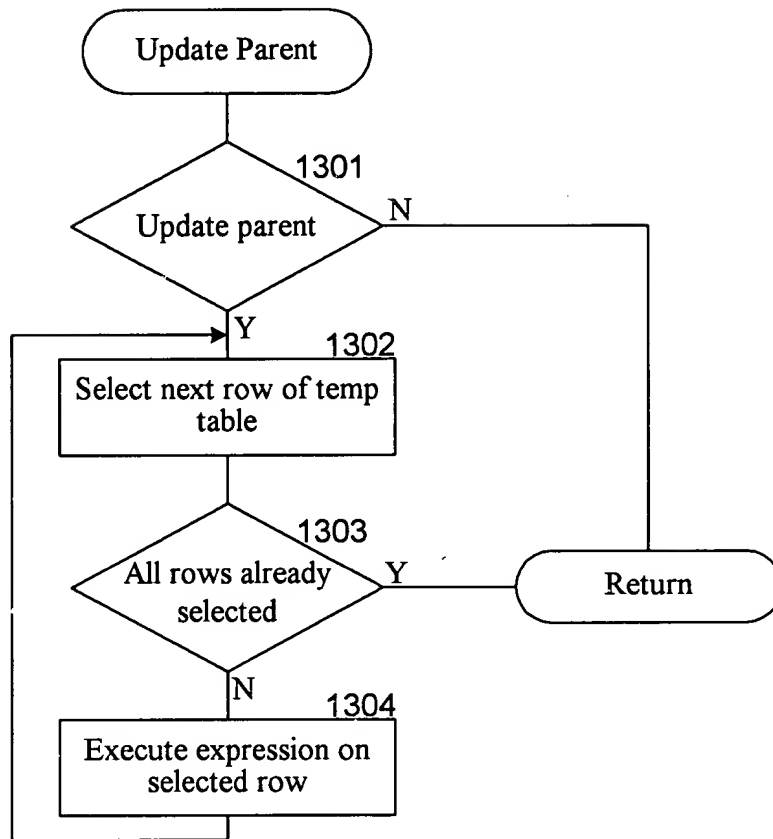 Update Parent
1301
Update parent
N
Y
1302
Select next row of temp
table
1303
All rows already
selected
Y
Return
N
1304
Execute expression on
selected row